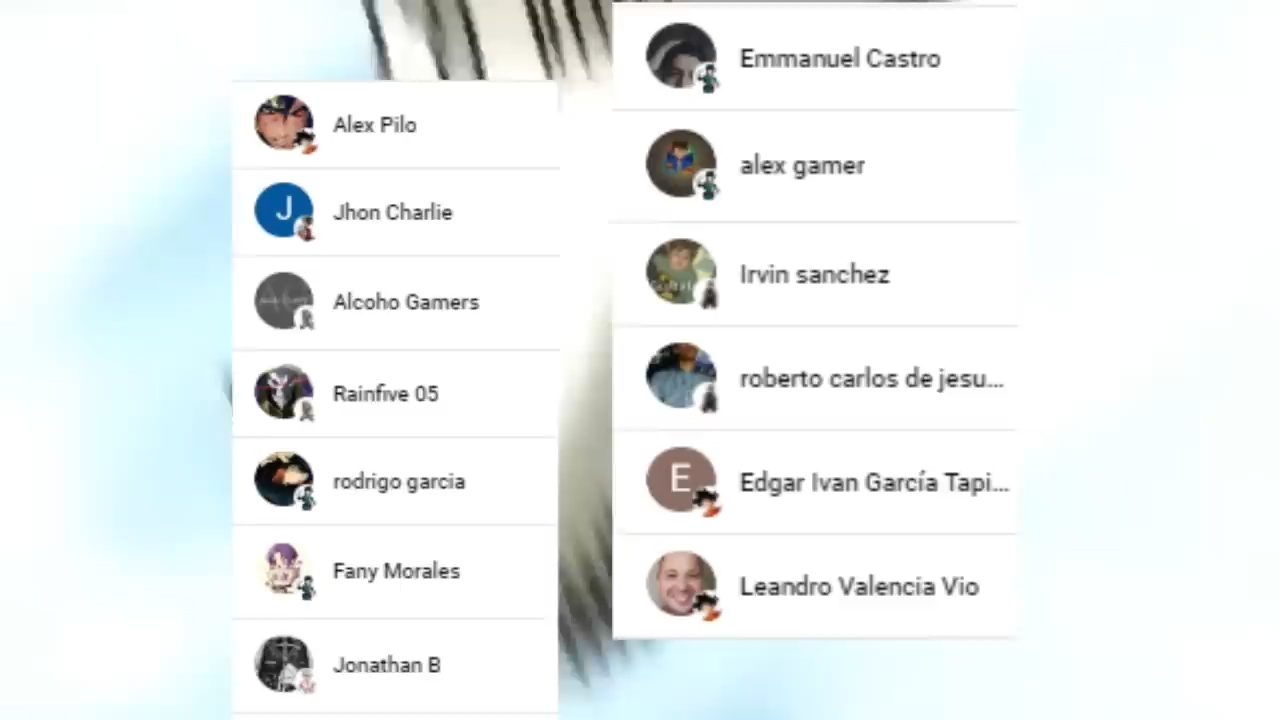 Alex Pilo
J
Jhon Charlie
Alcoho Gamers
Rainfive 05
rodrigo garcia
Fany Morales
Jonathan B
Emmanuel Castro
alex gamer
Irvin sanchez
roberto carlos de jesu...
E
Edgar Ivan García Tapi...
Leandro Valencia Vio